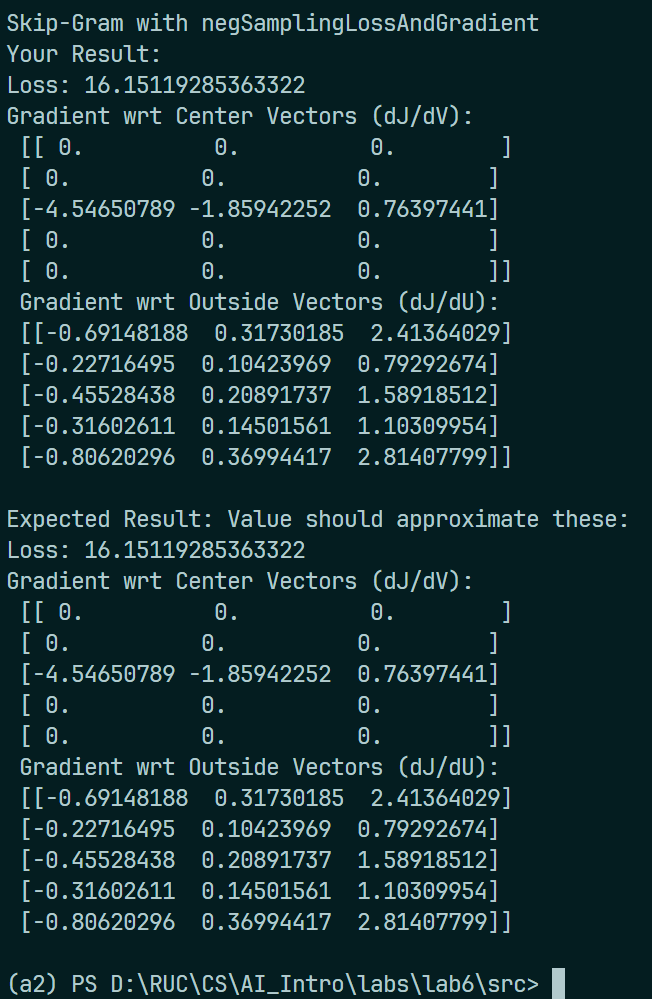 Skip-Gram with negSamplingLossAndGradient
Your Result:
Loss: 16.15119285363322
Gradient wrt Center Vectors (dJ/dV):
 [[ 0.          0.          0.        ]
 [ 0.          0.          0.        ]
 [-4.54650789 -1.85942252  0.76397441]
 [ 0.          0.          0.        ]
 [ 0.          0.          0.        ]]
 Gradient wrt Outside Vectors (dJ/dU):
 [[-0.69148188  0.31730185  2.41364029]
 [-0.22716495  0.10423969  0.79292674]
 [-0.45528438  0.20891737  1.58918512]
 [-0.31602611  0.14501561  1.10309954]
 [-0.80620296  0.36994417  2.81407799]]
Expected Result: Value should approximate these:
Loss: 16.15119285363322
Gradient wrt Center Vectors (dJ/dV):
 [[ 0.          0.          0.        ]
 [ 0.          0.          0.        ]
 [-4.54650789 -1.85942252  0.76397441]
 [ 0.          0.          0.        ]
 [ 0.          0.          0.        ]]
 Gradient wrt Outside Vectors (dJ/dU):
 [[-0.69148188  0.31730185  2.41364029]
 [-0.22716495  0.10423969  0.79292674]
 [-0.45528438  0.20891737  1.58918512]
 [-0.31602611  0.14501561  1.10309954]
 [-0.80620296  0.36994417  2.81407799]]
(a2) PS D:\RUC\CS\AI_Intro\labs\lab6\src>